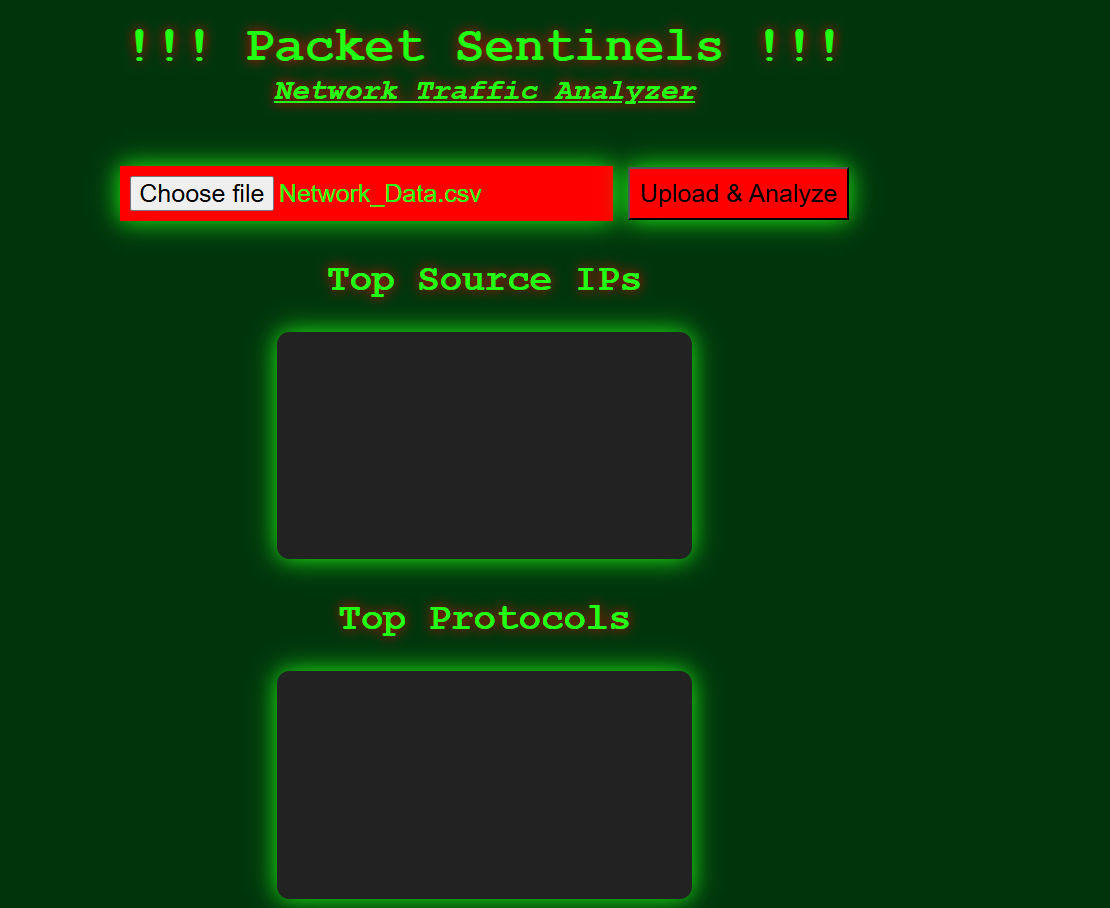 !!! Packet Sentinels !!!
Network Traffic Analyzer
Choose file Network_Data.csv Upload & Analyze
Top Source IPs
Top Protocols